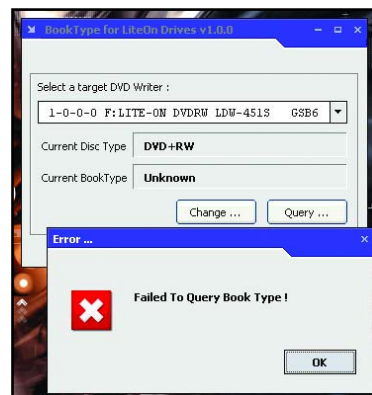 BookType for LiteOn Drives v1.0.0
Select a target DVD Writer :
1-0-0-0 F:LITE-ON DVDRW LDW-451S GSB6
Current Disc Type DVD+RW
Current BookType Unknown
Change ... Query ...
Error ...
Failed To Query Book Type !
OK